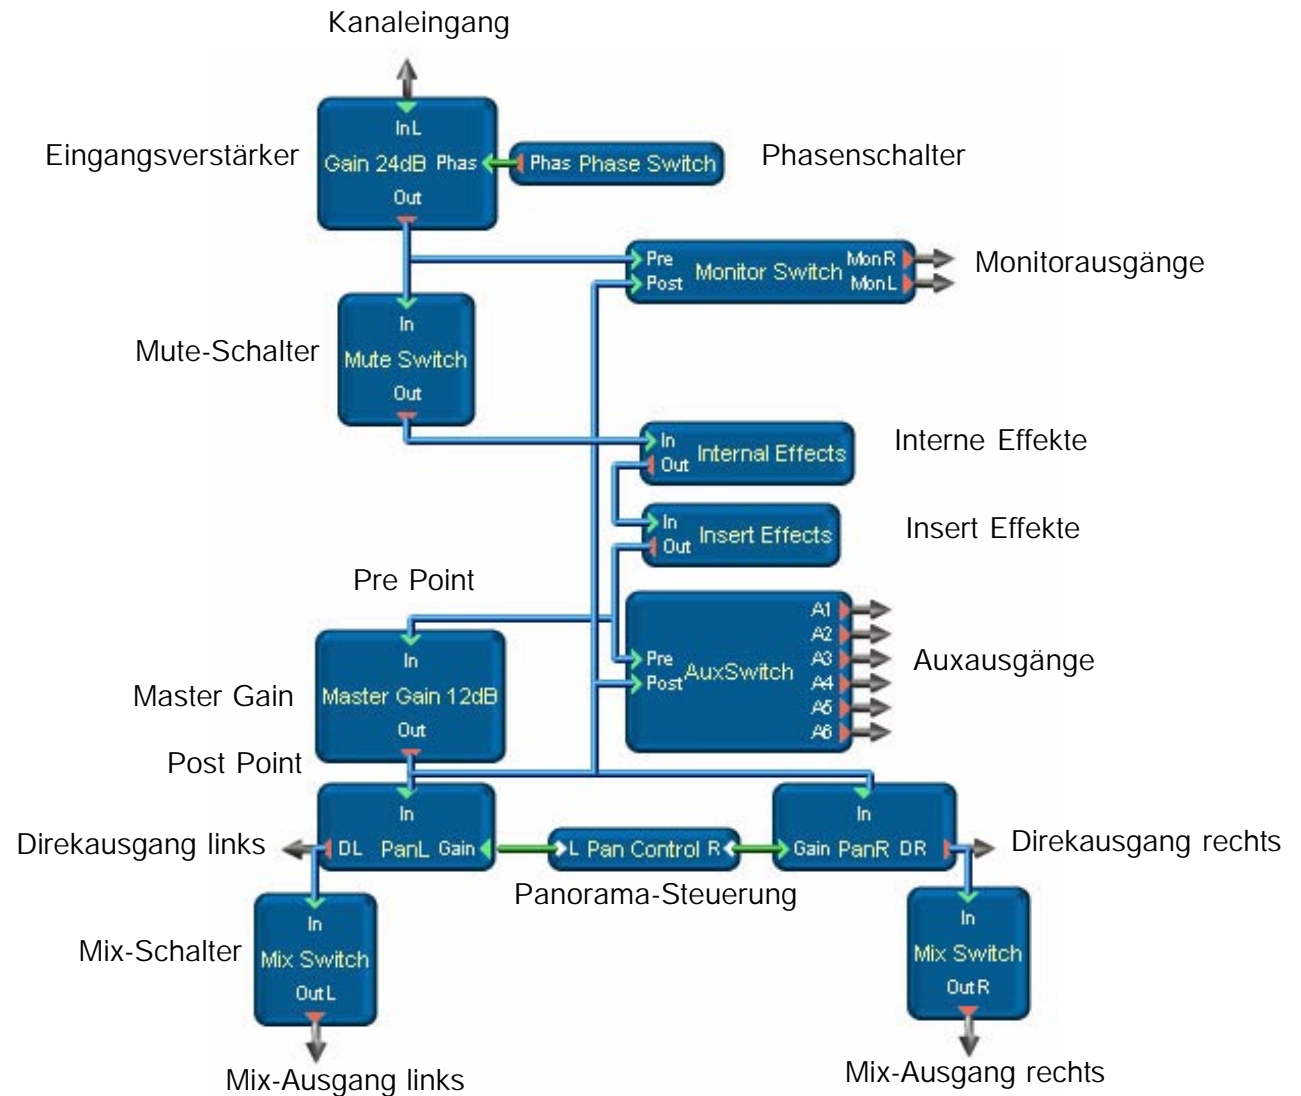 Kanaleingang
In L
Eingangsverstärker
Gain 24dB Phas
Phas Phase Switch
Phasenschalter
Out
Pre
Post
Monitor Switch
Mon R
Mon L
Monitorausgänge
In
Mute-Schalter
Mute Switch
Out
In
Out
Internal Effects
Interne Effekte
In
Out
Insert Effects
Insert Effekte
Pre Point
A1
A2
A3
A4
A5
A6
Pre
Post
AuxSwitch
Auxausgänge
In
Master Gain
Master Gain 12dB
Out
Post Point
In
In
Direkausgang links
DL PanL Gain
L Pan Control R
Gain PanR DR
Direkausgang rechts
Panorama-Steuerung
In
Mix-Schalter
Mix Switch
Out L
In
Mix Switch
Out R
Mix-Ausgang links
Mix-Ausgang rechts